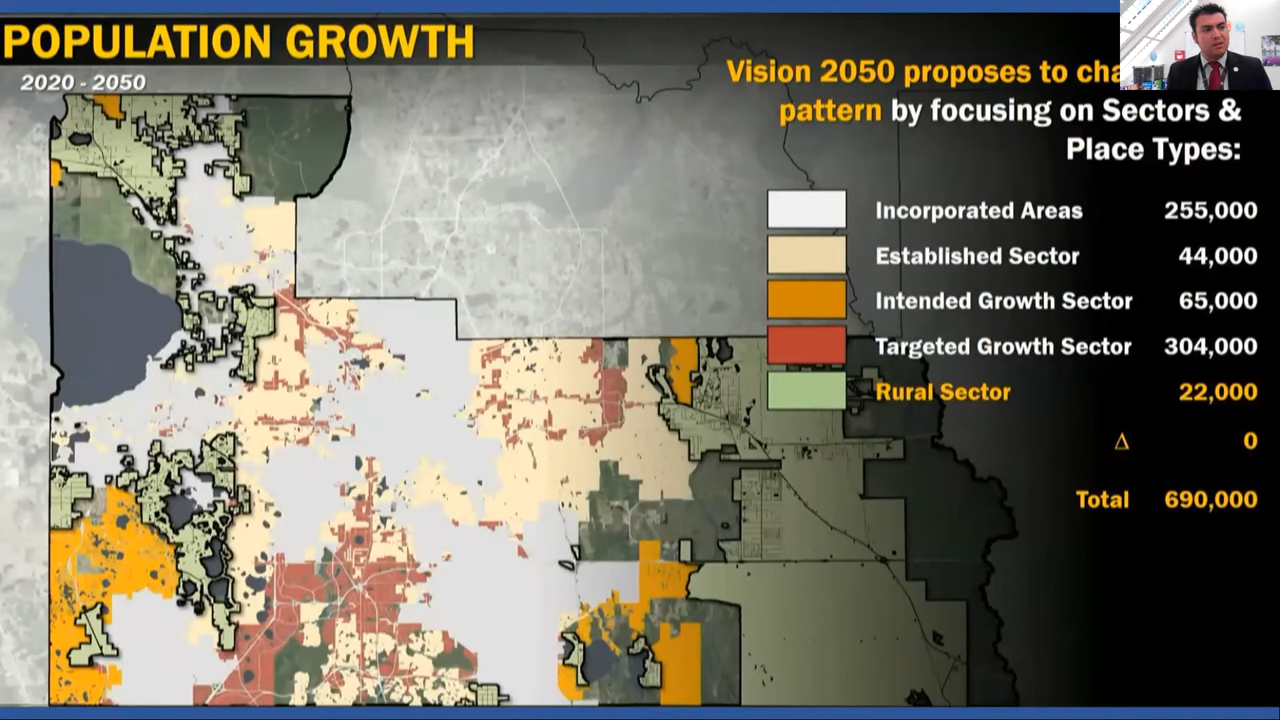 POPULATION GROWTH
2020 - 2050
Vision 2050 proposes to
pattern by focusing on Sectors &
Place Types:
Incorporated Areas 255,000
Established Sector 44,000
Intended Growth Sector 65,000
Targeted Growth Sector 304,000
Rural Sector 22,000
Δ 0
Total 690,000